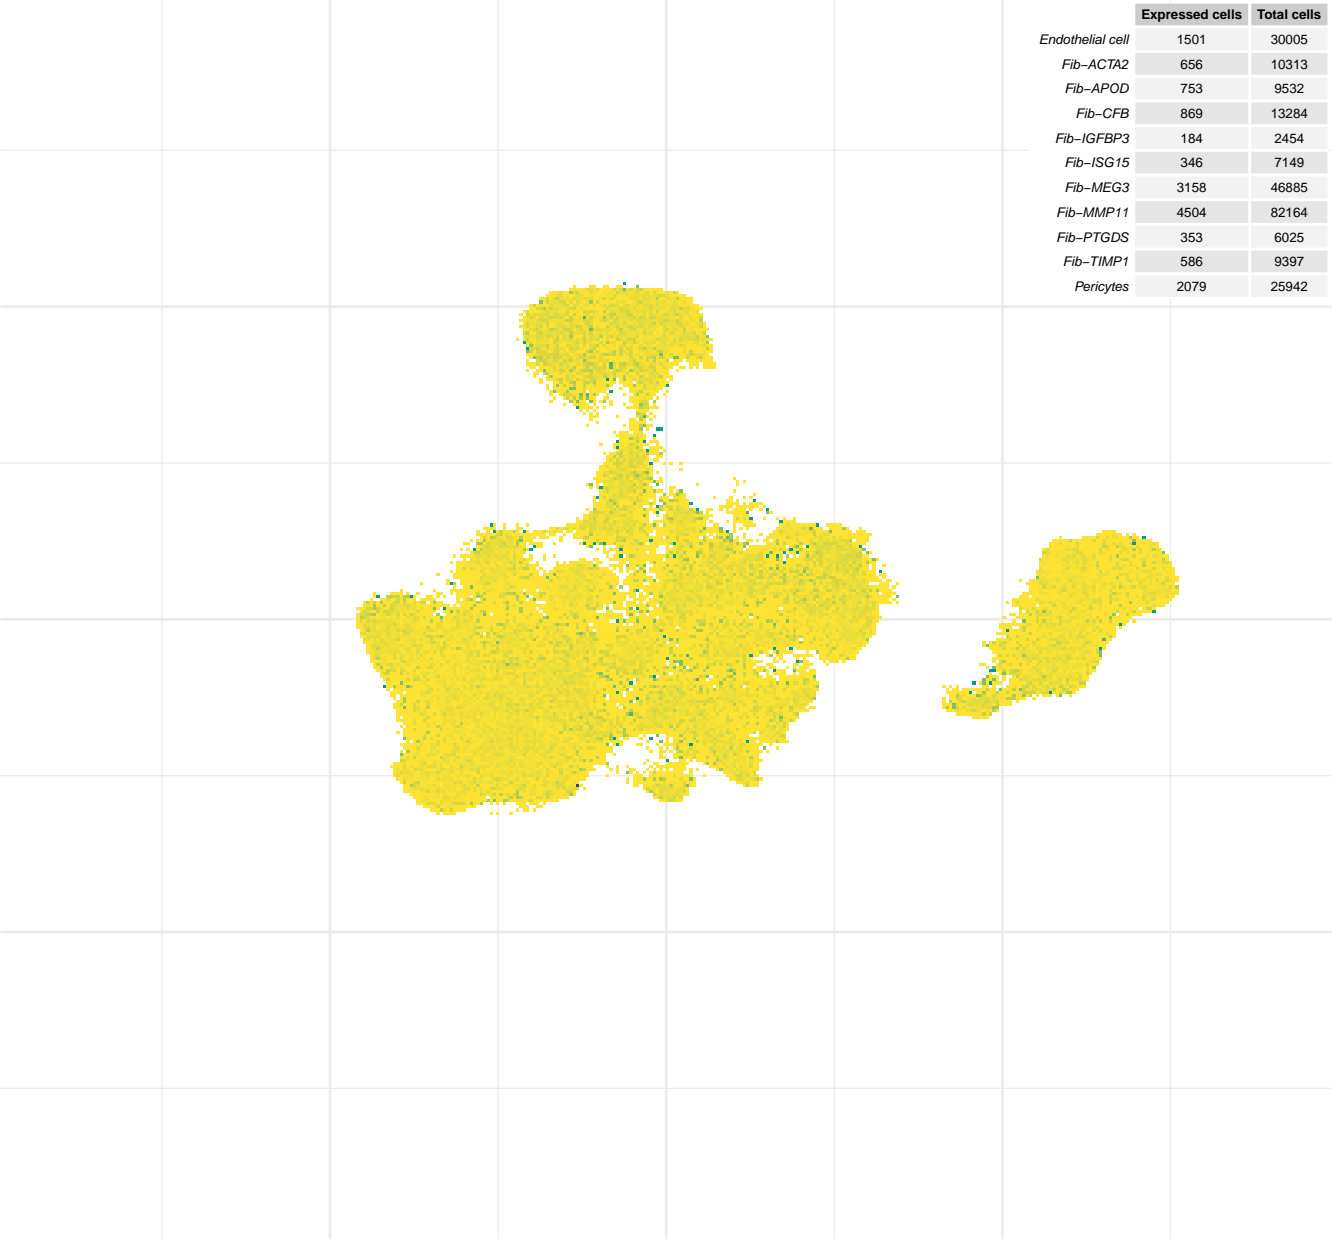 Expressed cells Total cells
Endothelial cell 1501 30005
Fib−ACTA2 656 10313
Fib−APOD 753 9532
Fib−CFB 869 13284
Fib−IGFBP3 184 2454
Fib−ISG15 346 7149
Fib−MEG3 3158 46885
Fib−MMP11 4504 82164
Fib−PTGDS 353 6025
Fib−TIMP1 586 9397
Pericytes 2079 25942